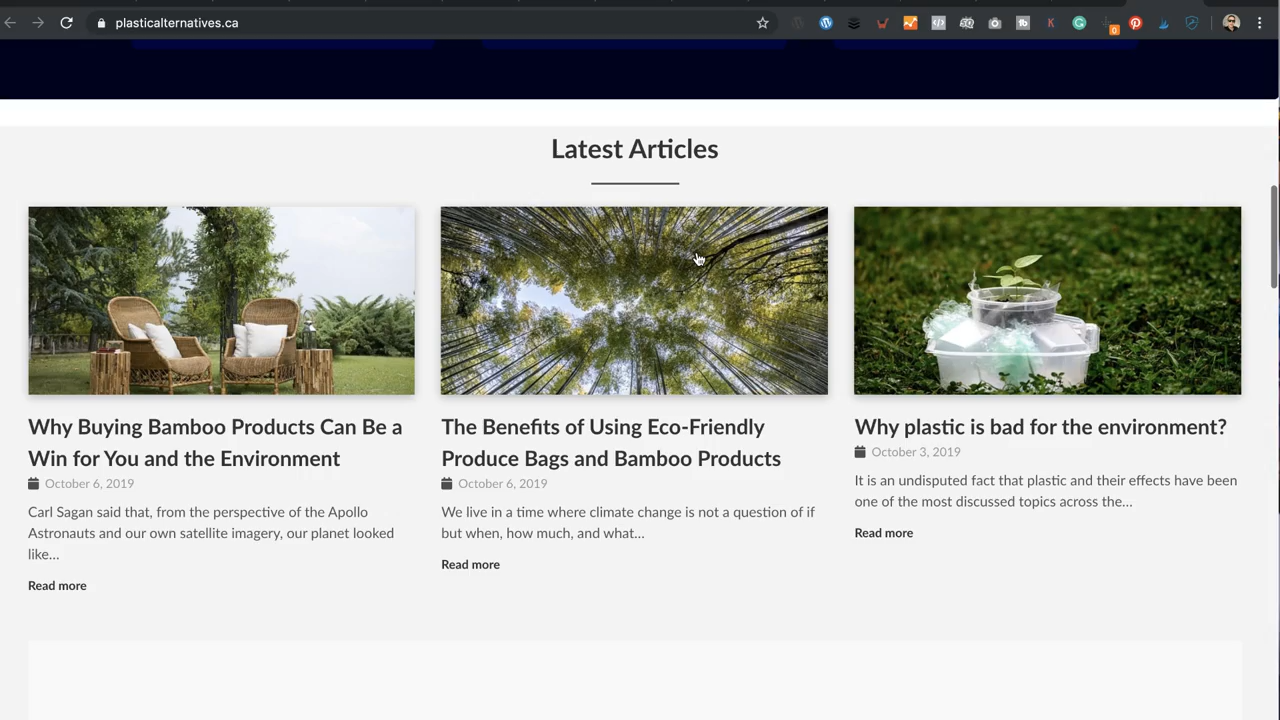 plasticalternatives.ca
0
Latest Articles
Why Buying Bamboo Products Can Be a
Win for You and the Environment
October 6, 2019
Carl Sagan said that, from the perspective of the Apollo
Astronauts and our own satellite imagery, our planet looked
like...
Read more
The Benefits of Using Eco-Friendly
Produce Bags and Bamboo Products
October 6, 2019
We live in a time where climate change is not a question of if
but when, how much, and what...
Read more
Why plastic is bad for the environment?
October 3, 2019
It is an undisputed fact that plastic and their effects have been
one of the most discussed topics across the...
Read more